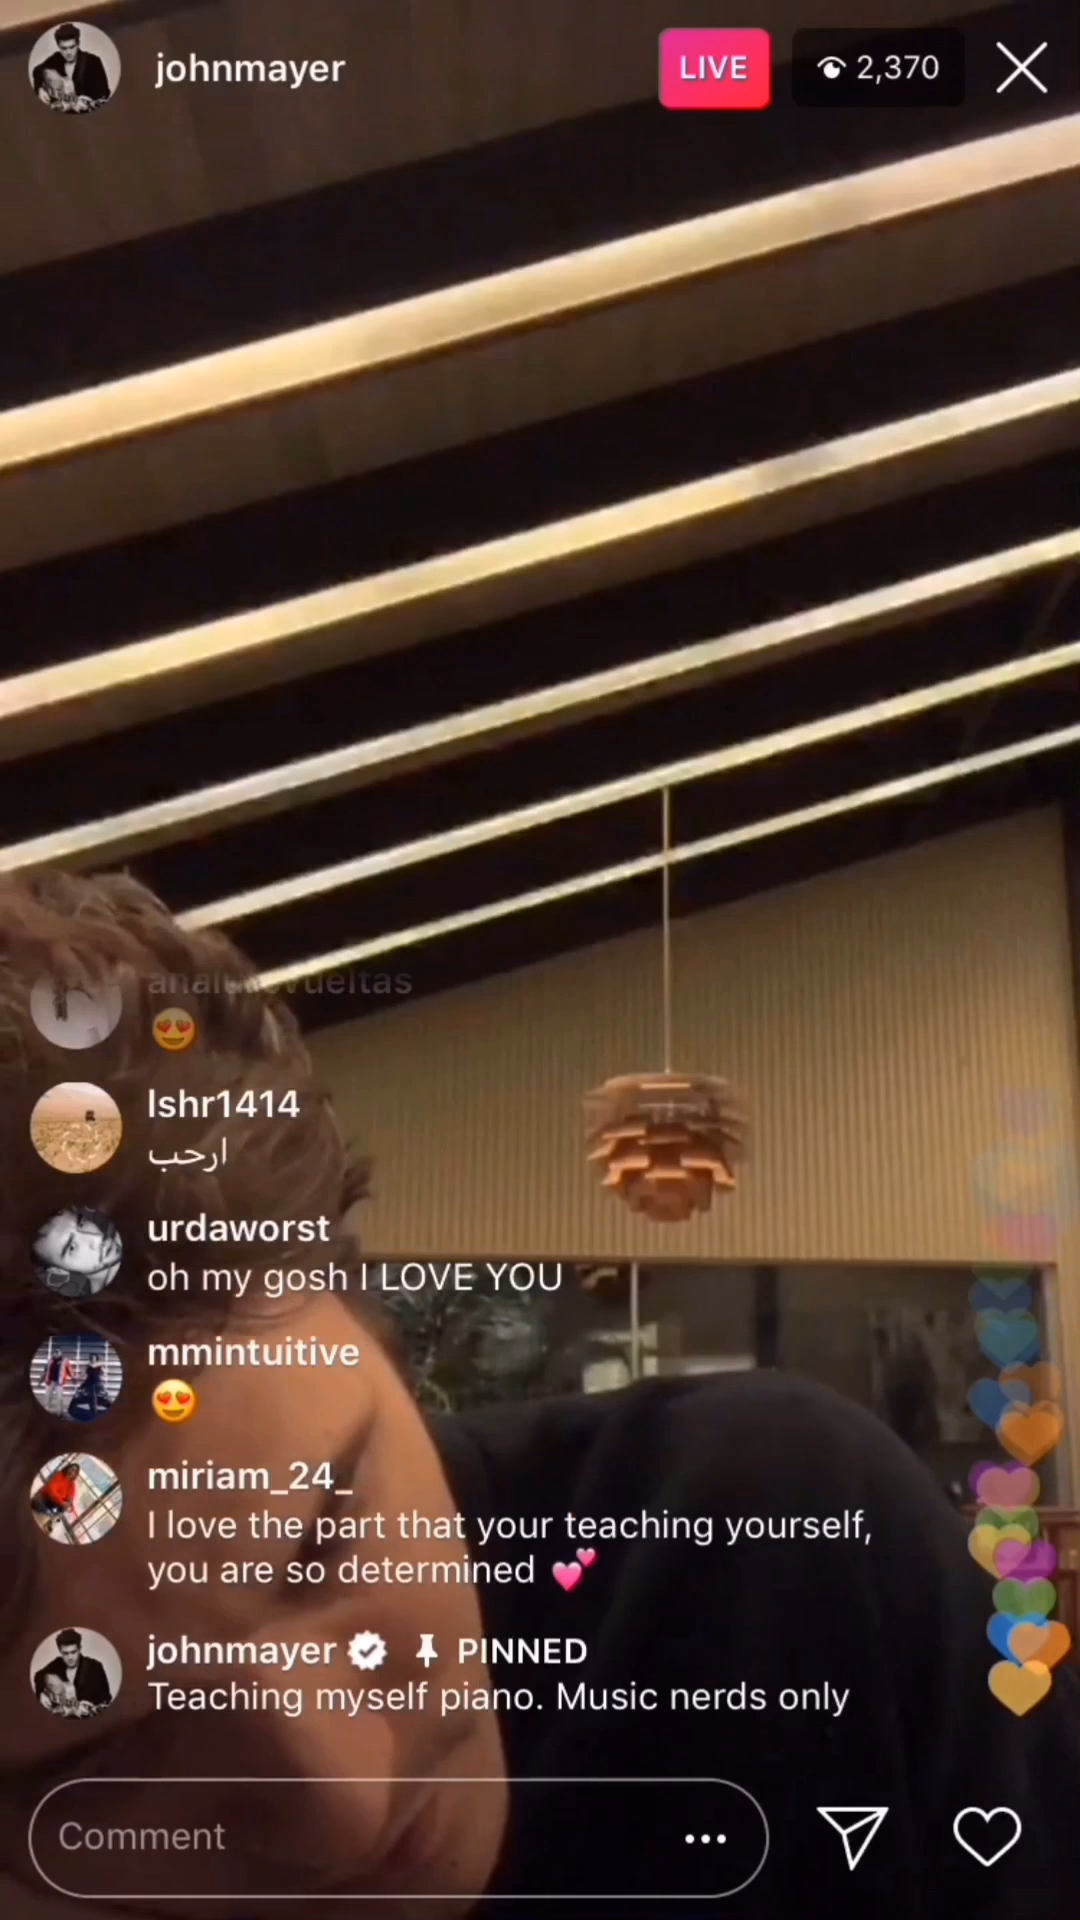 johnmayer
LIVE
2,370
😍
lshr1414
ارحب
urdaworst
oh my gosh I LOVE YOU
mmintuitive
😍
miriam_24_
I love the part that your teaching yourself,
you are so determined 💕
johnmayer PINNED
Teaching myself piano. Music nerds only
Comment